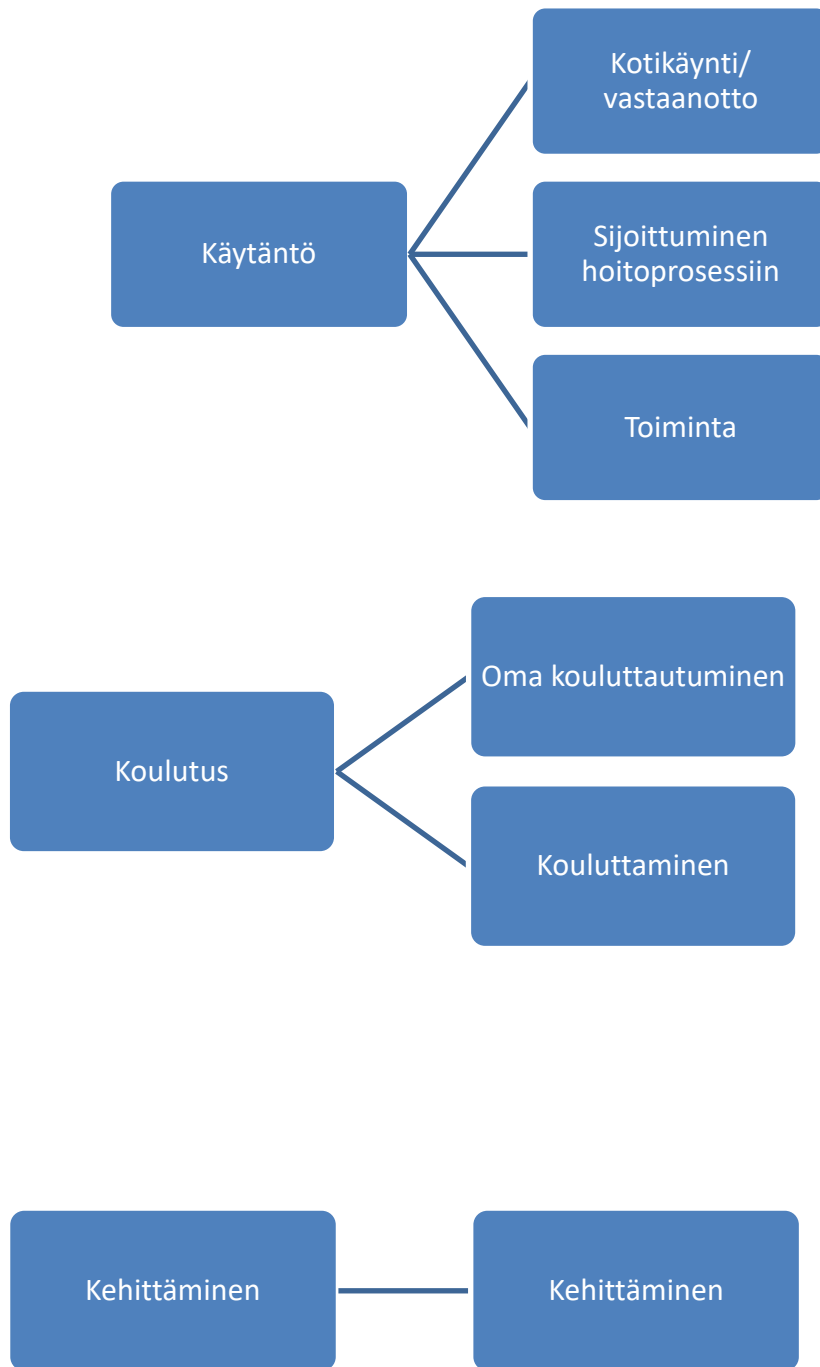 Kotikäynti/
vastaanotto
Käytäntö
Sijoittuminen
hoitoprosessiin
Toiminta
Oma kouluttautuminen
Koulutus
Kouluttaminen
Kehittäminen
Kehittäminen